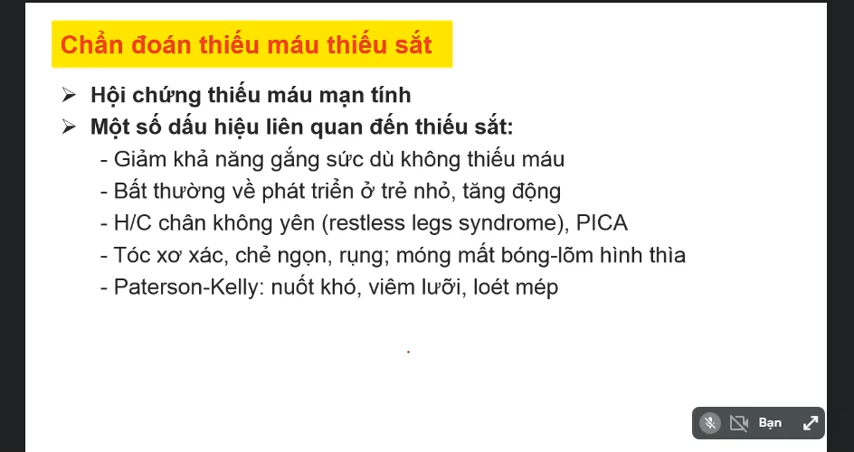 Chẩn đoán thiếu máu thiếu sắt
➢ Hội chứng thiếu máu mạn tính
➢ Một số dấu hiệu liên quan đến thiếu sắt:
- Giảm khả năng gắng sức dù không thiếu máu
- Bất thường về phát triển ở trẻ nhỏ, tăng động
- H/C chân không yên (restless legs syndrome), PICA
- Tóc xơ xác, chẻ ngọn, rụng; móng mất bóng-lõm hình thìa
- Paterson-Kelly: nuốt khó, viêm lưỡi, loét mép
Bạn